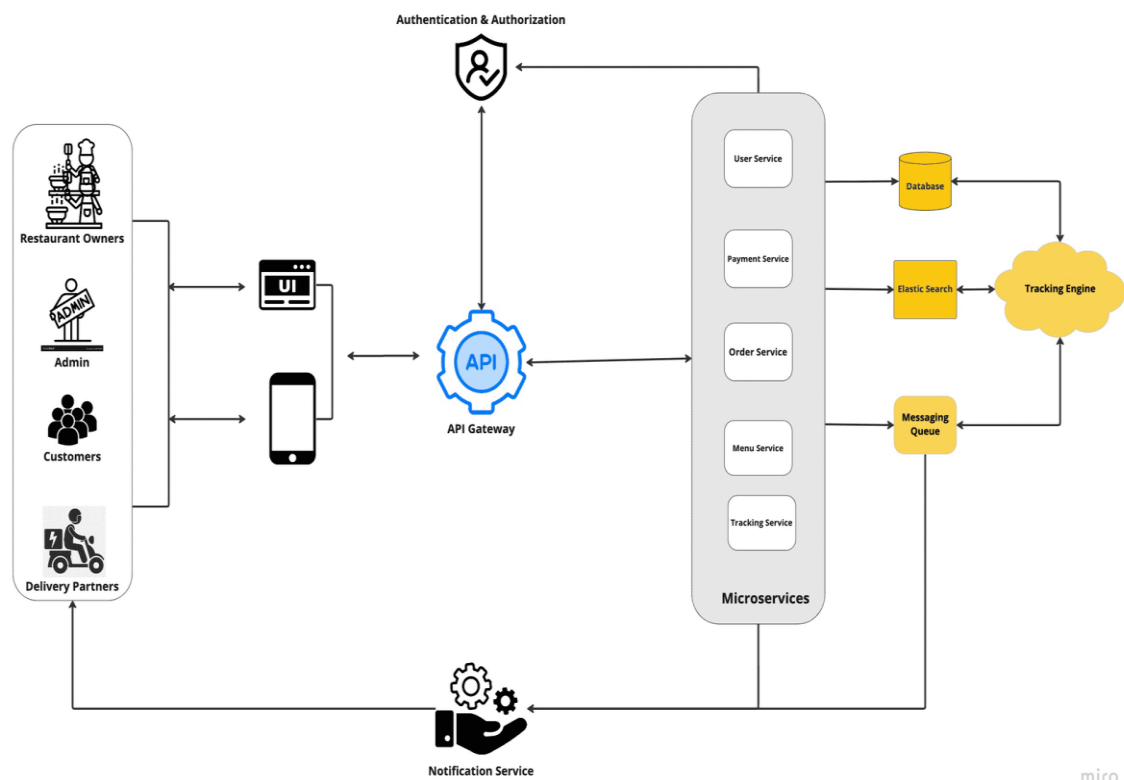 Authentication & Authorization
Restaurant Owners
ADMIN
Admin
Customers
Delivery Partners
UI
API
API Gateway
User Service
Payment Service
Order Service
Menu Service
Tracking Service
Microservices
Database
Elastic Search
Tracking Engine
Messaging
Queue
Notification Service
miro